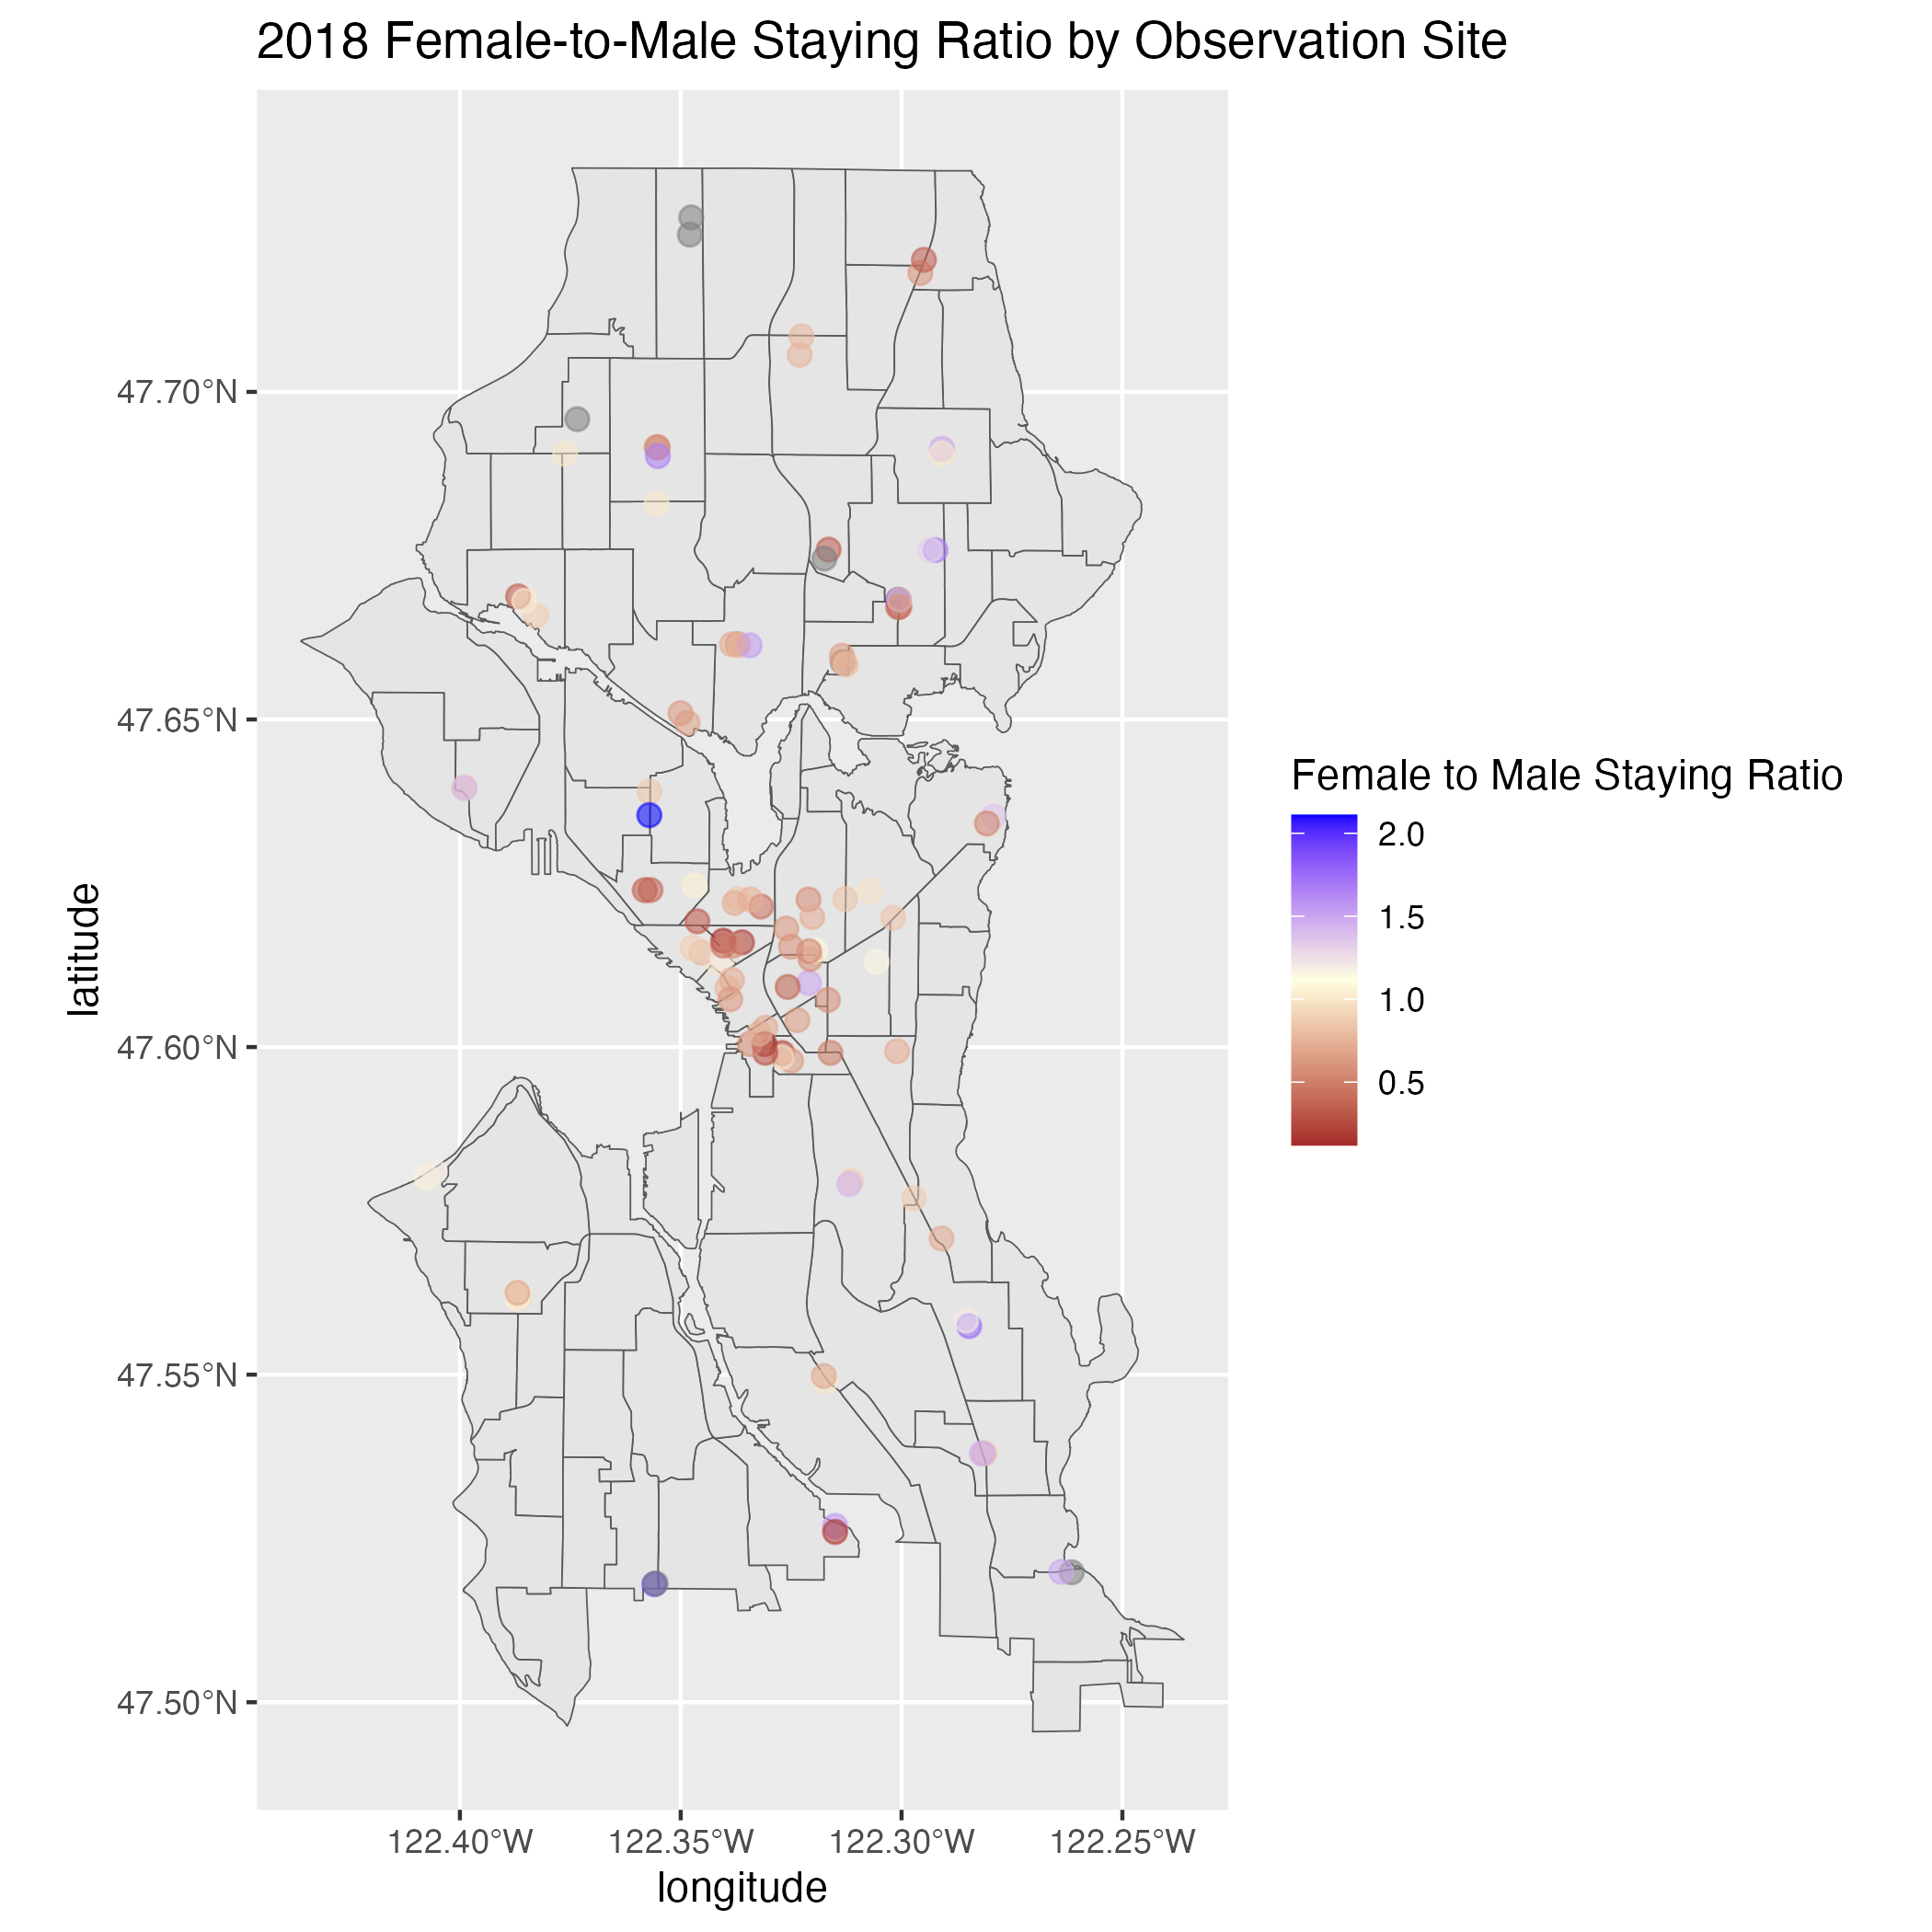 2018 Female-to-Male Staying Ratio by Observation Site
47.70°N
47.65°N
47.60°N
47.55°N
47.50°N
latitude
122.40°W
122.35°W
122.30°W
122.25°W
longitude
Female to Male Staying Ratio
2.0
1.5
1.0
0.5